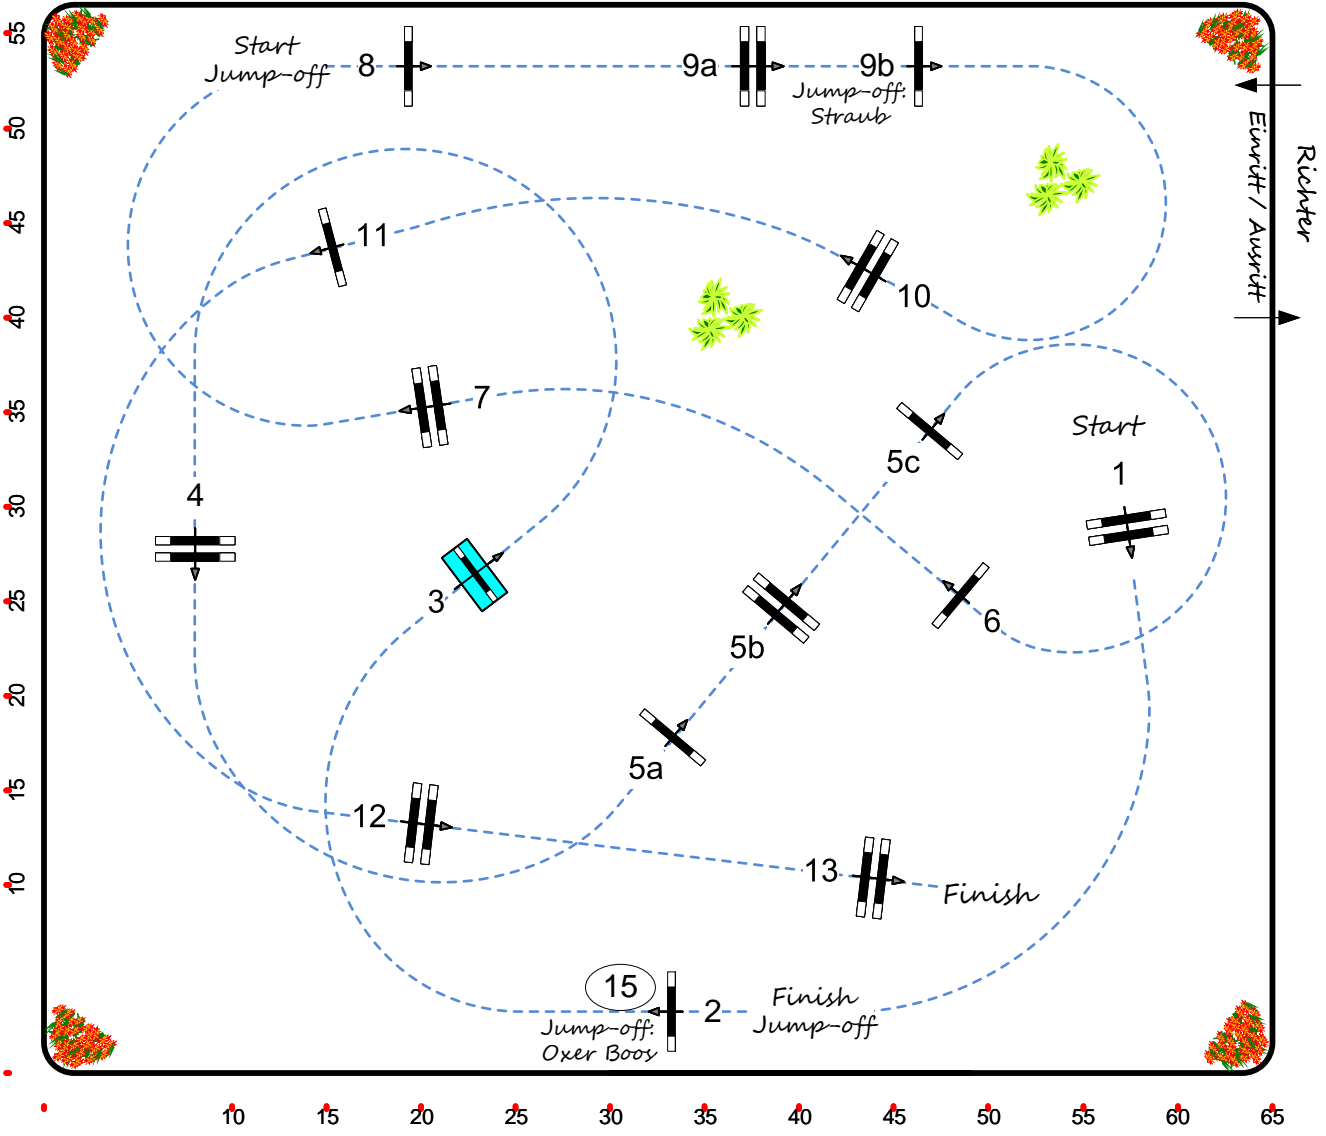 55
Start
Jump-off
8
9a
9b
Jump-off:
Straub
50
Einritt / Ausritt
Richter
45
11
10
40
7
35
Start
5c
1
4
30
3
25
6
5b
20
5a
15
12
13
10
Finish
15
2
Finish
Jump-off
Jump-off:
Oxer Boos
10
15
20
25
30
35
40
45
50
55
60
65